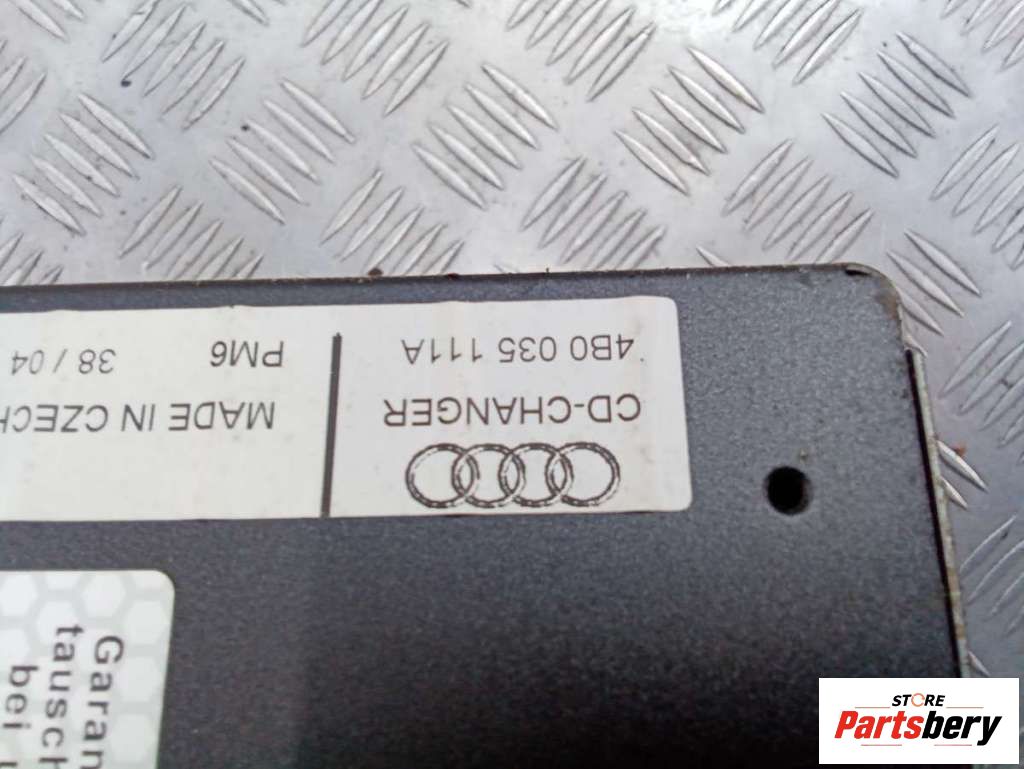 CD-CHANGER
4B0 035 111A
MADE IN CZECH
PM6 38 / 04
Garan
tausch
bei
STORE
Partsbery